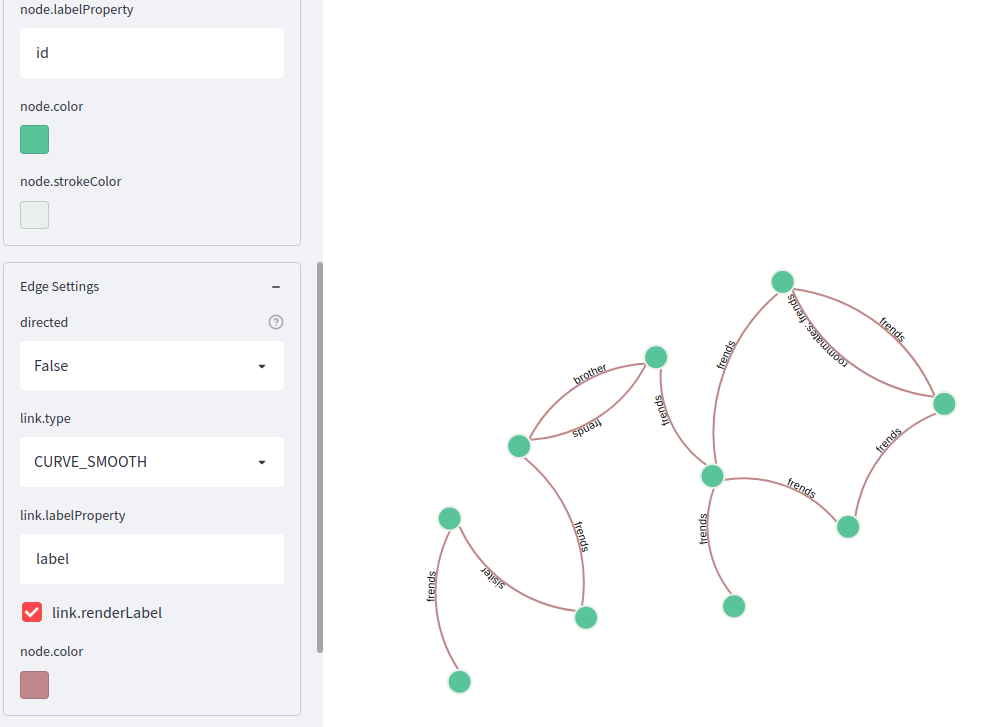 node.labelProperty
id
node.color
node.strokeColor
Edge Settings
directed
False
link.type
CURVE_SMOOTH
link.labelProperty
label
link.renderLabel
node.color
frends
frends
roommates, frends
brother
frends
frends
frends
frends
frends
frends
sisiter
frends